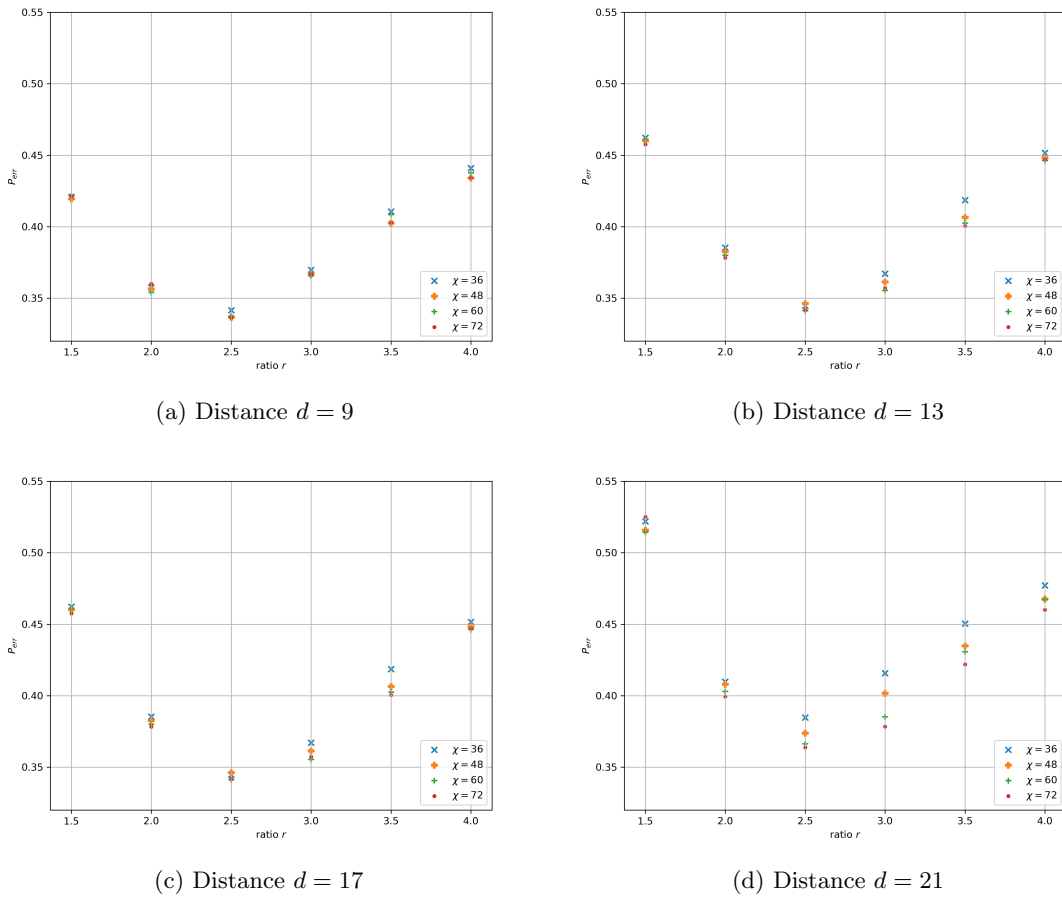 0.55
0.50
0.45
0.40
0.35
P_err
1.5 2.0 2.5 3.0 3.5 4.0
ratio r
χ = 36
χ = 48
χ = 60
χ = 72
(a) Distance d = 9
0.55
0.50
0.45
0.40
0.35
P_err
1.5 2.0 2.5 3.0 3.5 4.0
ratio r
χ = 36
χ = 48
χ = 60
χ = 72
(b) Distance d = 13
0.55
0.50
0.45
0.40
0.35
P_err
1.5 2.0 2.5 3.0 3.5 4.0
ratio r
χ = 36
χ = 48
χ = 60
χ = 72
(c) Distance d = 17
0.55
0.50
0.45
0.40
0.35
P_err
1.5 2.0 2.5 3.0 3.5 4.0
ratio r
χ = 36
χ = 48
χ = 60
χ = 72
(d) Distance d = 21